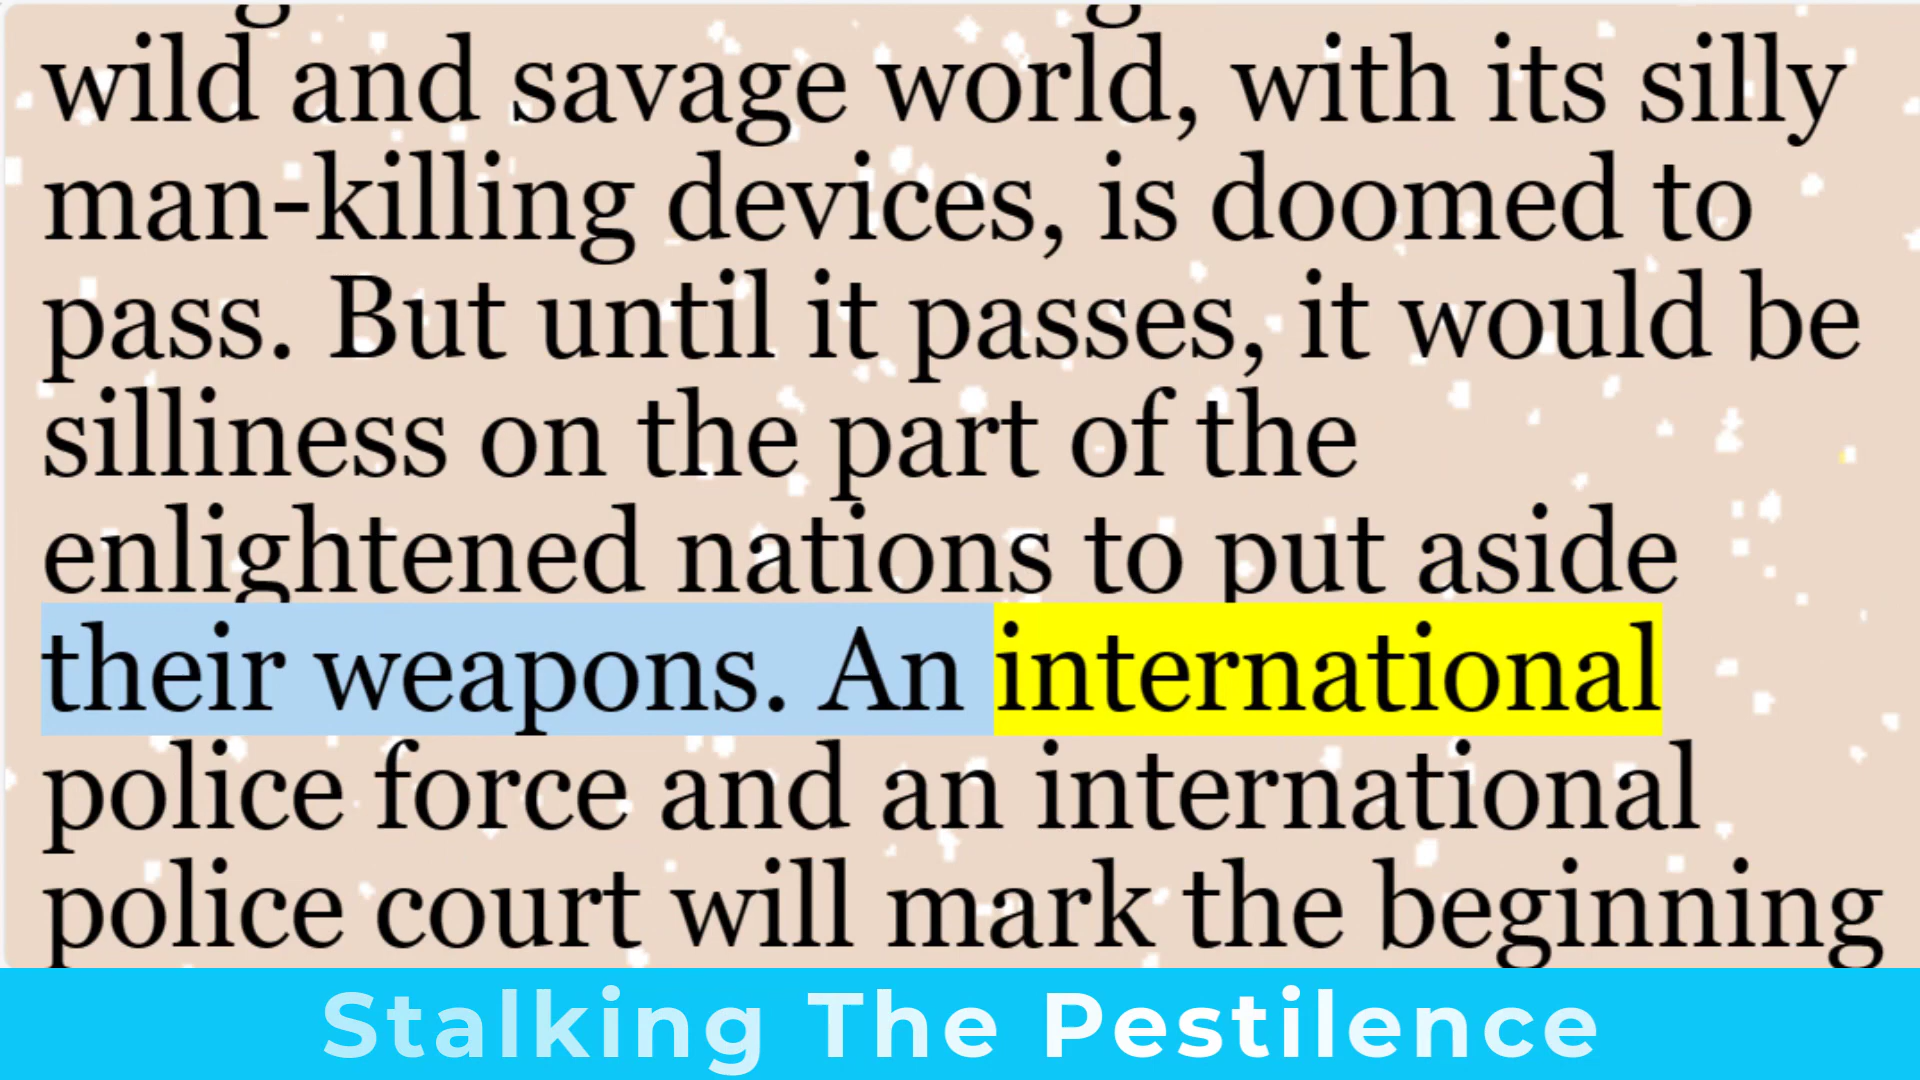 wild and savage world, with its silly
man-killing devices, is doomed to
pass. But until it passes, it would be
silliness on the part of the
enlightened nations to put aside
their weapons. An international
police force and an international
police court will mark the beginning
Stalking The Pestilence